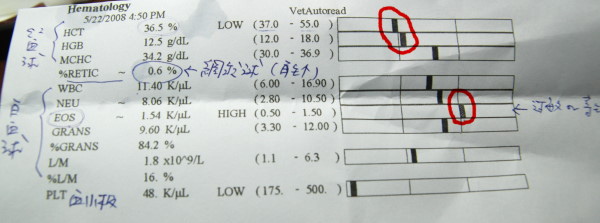 Hematology
5/22/2008 4:50 PM VetAutoread
HCT 36.5 % LOW (37.0 - 55.0)
HGB 12.5 g/dL (12.0 - 18.0)
MCHC 34.2 g/dL (30.0 - 36.9)
%RETIC ~ 0.6 %
WBC 11.40 K/µL (6.00 - 16.90)
NEU ~ 8.06 K/µL (2.80 - 10.50)
EOS ~ 1.54 K/µL HIGH (0.50 - 1.50)
GRANS 9.60 K/µL (3.30 - 12.00)
%GRANS 84.2 %
L/M 1.8 x10^9/L (1.1 - 6.3)
%L/M 16. %
PLT 血小板 48. K/µL LOW (175. - 500.)